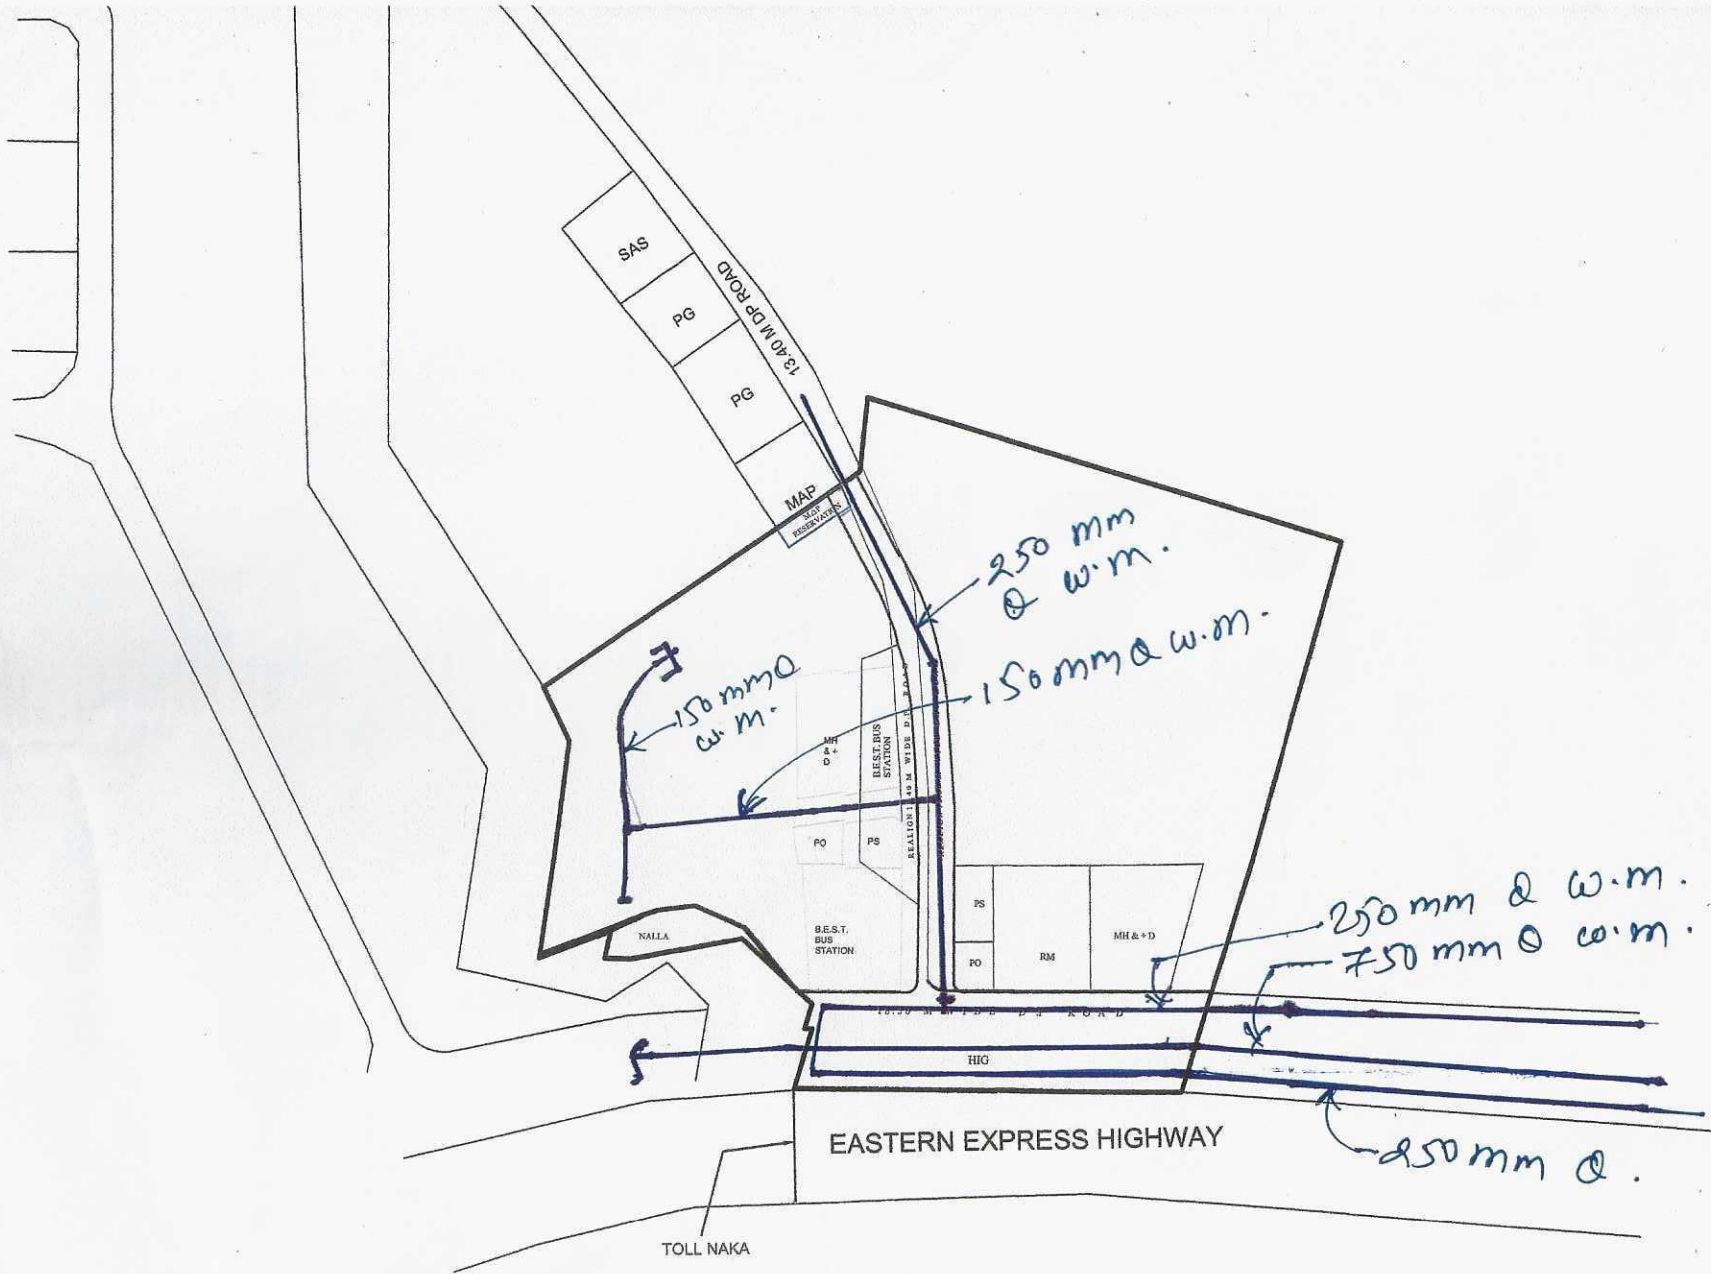 SAS
PG
PG
13.40 M DP ROAD
MAP
MAP
RESERVATION
250 mm
Ø w.m.
150 mm Ø w.m.
150 mm Ø
w.m.
MH
& +
D
B.E.S.T. BUS
STATION
PO
PS
PS
PO
RM
MH & + D
NALLA
B.E.S.T.
BUS
STATION
250 mm Ø w.m.
750 mm Ø w.m.
HIG
EASTERN EXPRESS HIGHWAY
250 mm Ø.
TOLL NAKA